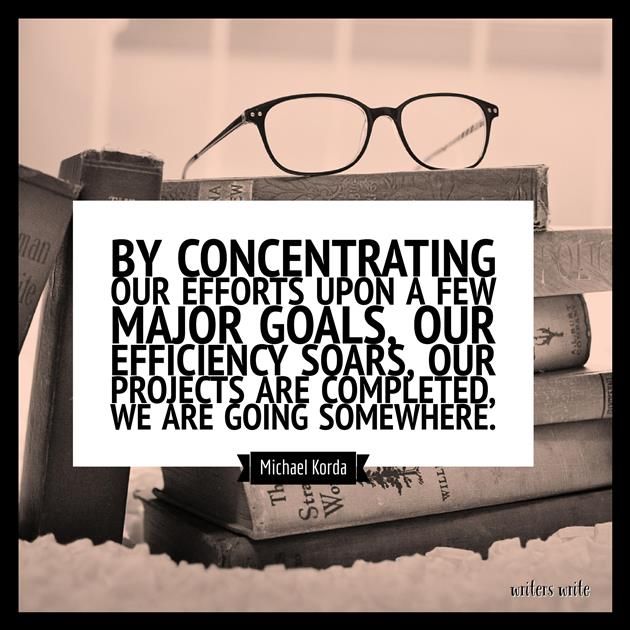 BY CONCENTRATING
OUR EFFORTS UPON A FEW
MAJOR GOALS, OUR
EFFICIENCY SOARS, OUR
PROJECTS ARE COMPLETED,
WE ARE GOING SOMEWHERE.
Michael Korda
writers write